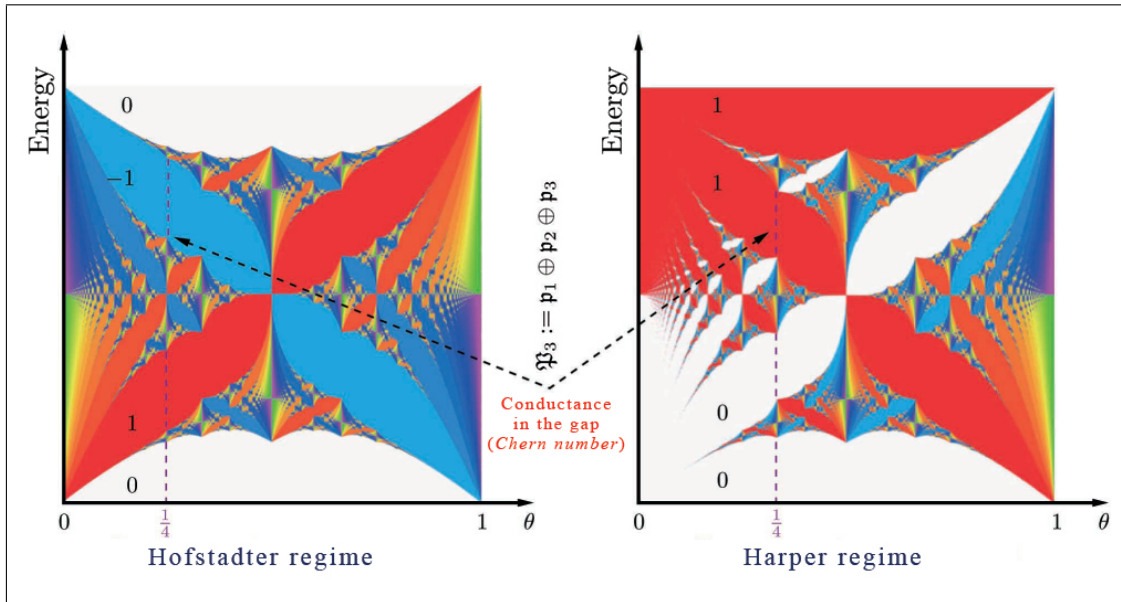 Energy
0
−1
1
0
0
1/4
1
θ
Hofstadter regime
𝔓₃ := 𝔭₁ ⊕ 𝔭₂ ⊕ 𝔭₃
Conductance
in the gap
(Chern number)
Energy
1
1
0
0
0
1/4
1
θ
Harper regime